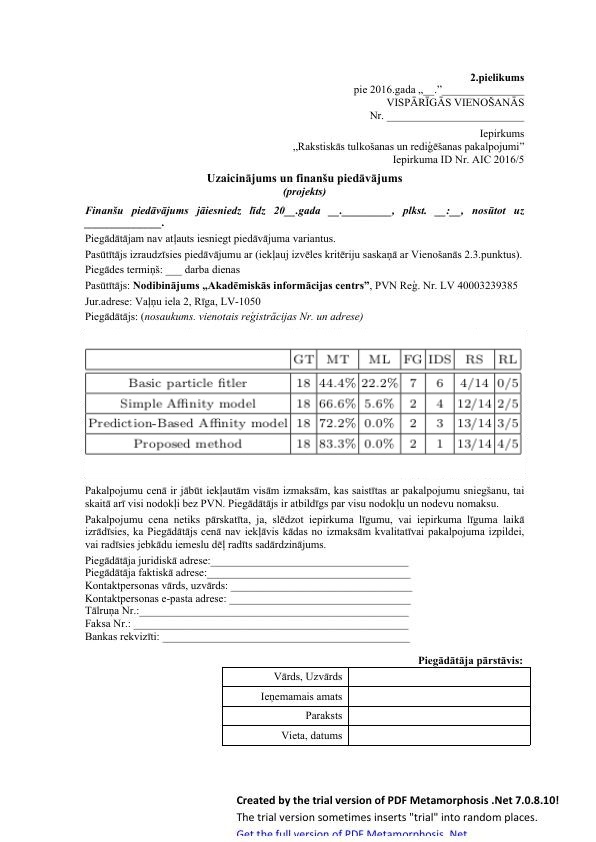 2.pielikums
pie 2016.gada „__.”_______________
VISPĀRĪGĀS VIENOŠANĀS
Nr. _________________________
Iepirkums
„Rakstiskās tulkošanas un rediģēšanas pakalpojumi”
Iepirkuma ID Nr. AIC 2016/5
Uzaicinājums un finanšu piedāvājums
(projekts)
Finanšu piedāvājums jāiesniedz līdz 20__.gada __._________, plkst. __:__, nosūtot uz
______________.
Piegādātājam nav atļauts iesniegt piedāvājuma variantus.
Pasūtītājs izraudzīsies piedāvājumu ar (iekļauj izvēles kritēriju saskaņā ar Vienošanās 2.3.punktus).
Piegādes termiņš: ___ darba dienas
Pasūtītājs: Nodibinājums „Akadēmiskās informācijas centrs”, PVN Reģ. Nr. LV 40003239385
Jur.adrese: Vaļņu iela 2, Rīga, LV-1050
Piegādātājs: (nosaukums. vienotais reģistrācijas Nr. un adrese)
GT MT ML FG IDS RS RL
Basic particle fitler 18 44.4% 22.2% 7 6 4/14 0/5
Simple Affinity model 18 66.6% 5.6% 2 4 12/14 2/5
Prediction-Based Affinity model 18 72.2% 0.0% 2 3 13/14 3/5
Proposed method 18 83.3% 0.0% 2 1 13/14 4/5
Pakalpojumu cenā ir jābūt iekļautām visām izmaksām, kas saistītas ar pakalpojumu sniegšanu, tai
skaitā arī visi nodokļi bez PVN. Piegādātājs ir atbildīgs par visu nodokļu un nodevu nomaksu.
Pakalpojumu cena netiks pārskatīta, ja, slēdzot iepirkuma līgumu, vai iepirkuma līguma laikā
izrādīsies, ka Piegādātājs cenā nav iekļāvis kādas no izmaksām kvalitatīvai pakalpojuma izpildei,
vai radīsies jebkādu iemeslu dēļ radīts sadārdzinājums.
Piegādātāja juridiskā adrese:____________________________________
Piegādātāja faktiskā adrese:_____________________________________
Kontaktpersonas vārds, uzvārds: _________________________________
Kontaktpersonas e-pasta adrese: _________________________________
Tālruņa Nr.:_________________________________________________
Faksa Nr.: __________________________________________________
Bankas rekvizīti: _____________________________________________
Piegādātāja pārstāvis:
Vārds, Uzvārds
Ieņemamais amats
Paraksts
Vieta, datums
Created by the trial version of PDF Metamorphosis .Net 7.0.8.10!
The trial version sometimes inserts "trial" into random places.
Get the full version of PDF Metamorphosis .Net